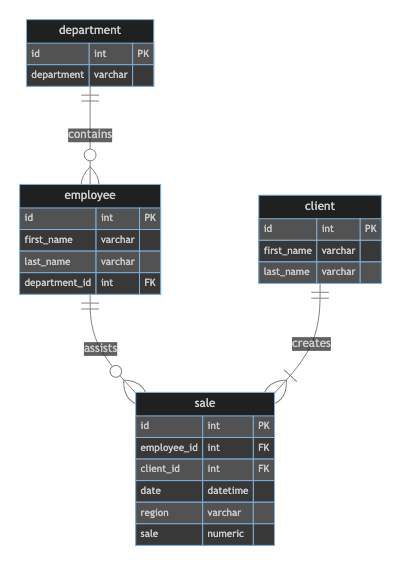 department
id int PK
department varchar
contains
employee
id int PK
first_name varchar
last_name varchar
department_id int FK
client
id int PK
first_name varchar
last_name varchar
assists
creates
sale
id int PK
employee_id int FK
client_id int FK
date datetime
region varchar
sale numeric